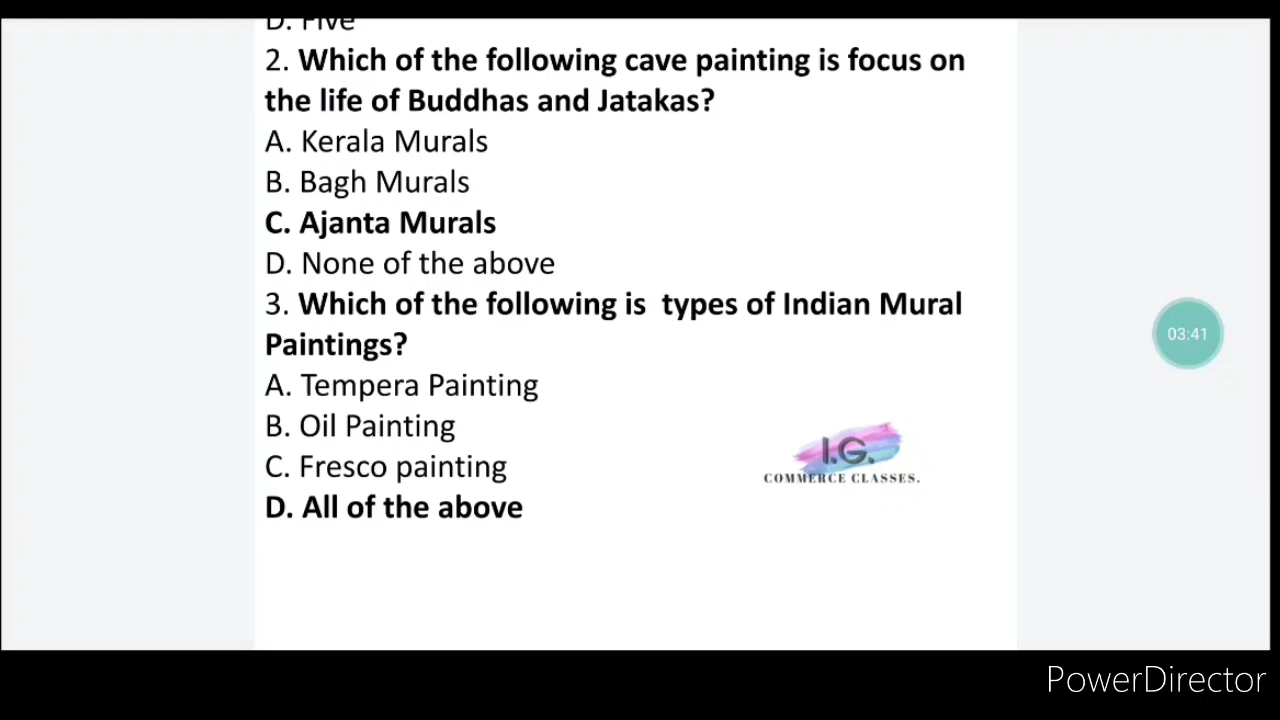 D. Five
2. Which of the following cave painting is focus on
the life of Buddhas and Jatakas?
A. Kerala Murals
B. Bagh Murals
C. Ajanta Murals
D. None of the above
3. Which of the following is  types of Indian Mural
Paintings?
A. Tempera Painting
B. Oil Painting
C. Fresco painting
D. All of the above
I.G.
COMMERCE CLASSES.
03:41
PowerDirector